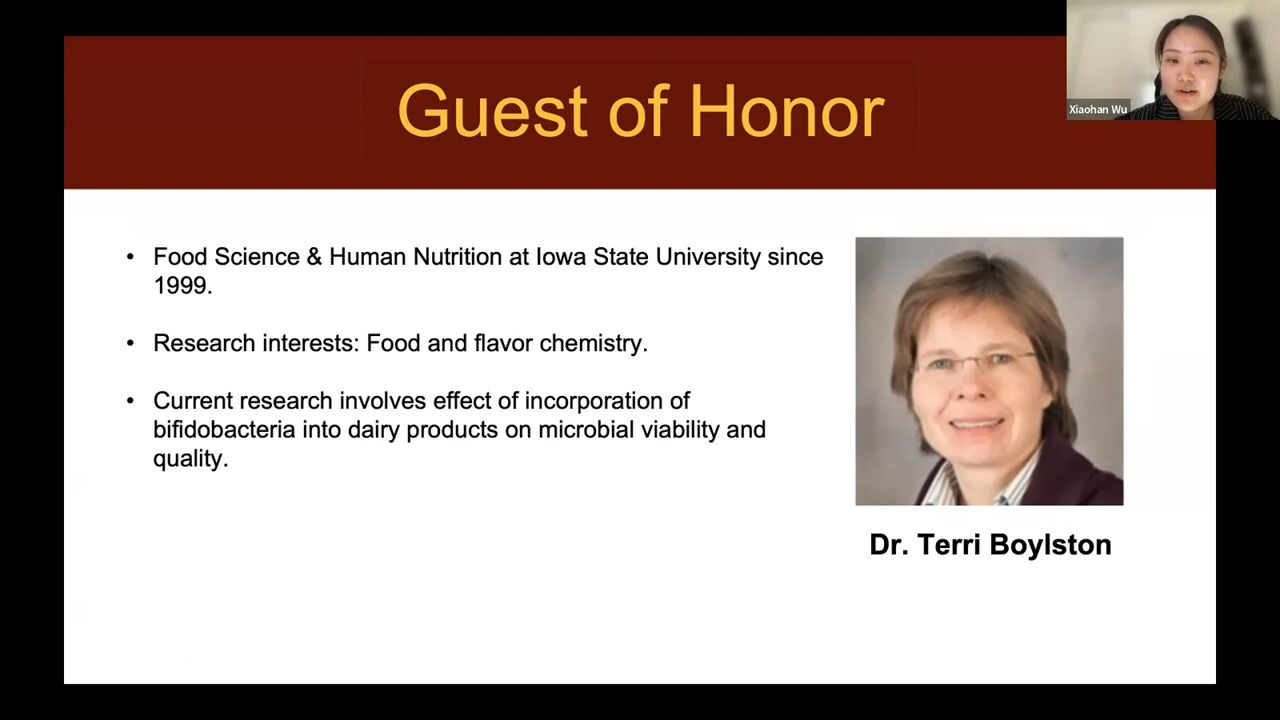 Guest of Honor
Xiaohan Wu
• Food Science & Human Nutrition at Iowa State University since
1999.
• Research interests: Food and flavor chemistry.
• Current research involves effect of incorporation of
bifidobacteria into dairy products on microbial viability and
quality.
Dr. Terri Boylston